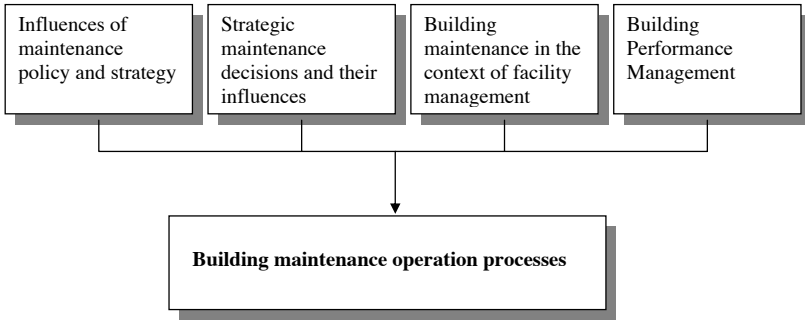 Influences of
maintenance
policy and strategy
Strategic
maintenance
decisions and their
influences
Building
maintenance in the
context of facility
management
Building
Performance
Management
Building maintenance operation processes